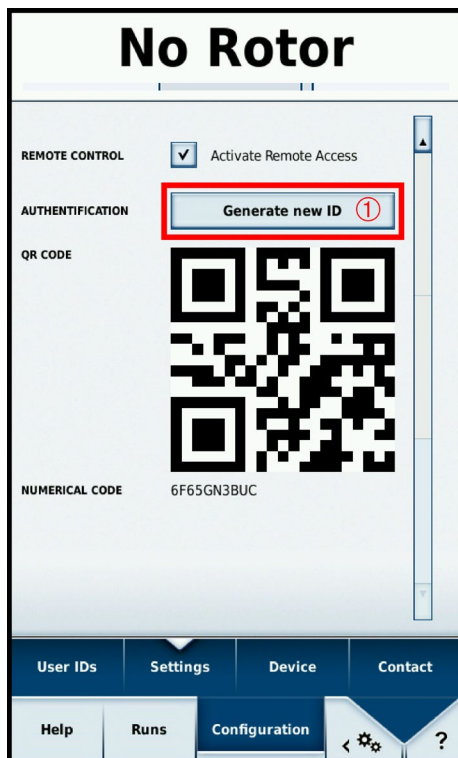 No Rotor
REMOTE CONTROL Activate Remote Access
AUTHENTIFICATION Generate new ID ①
QR CODE
NUMERICAL CODE 6F65GN3BUC
User IDs Settings Device Contact
Help Runs Configuration < ?